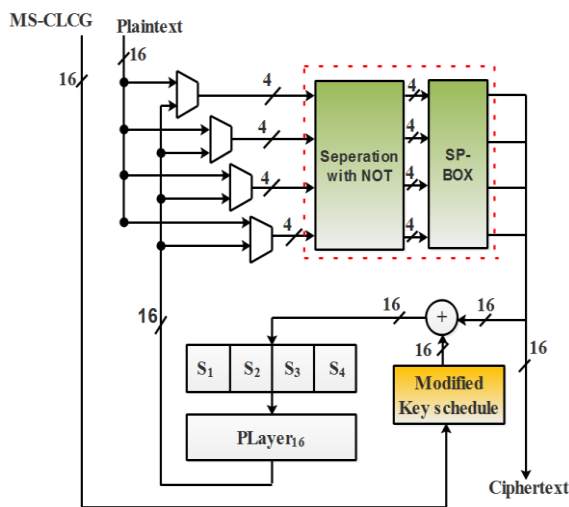 MS-CLCG
Plaintext
16
16
4
4
4
4
Seperation
with NOT
4
4
4
4
SP-
BOX
16
16
+
16
16
16
S1
S2
S3
S4
Modified
Key schedule
PLayer16
Ciphertext